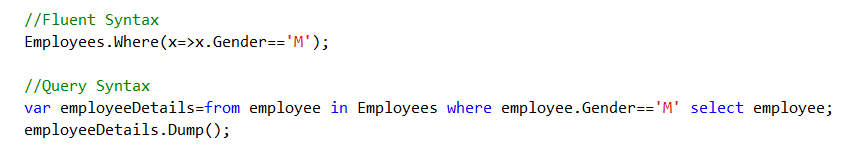 //Fluent Syntax
Employees.Where(x=>x.Gender=='M');
//Query Syntax
var employeeDetails=from employee in Employees where employee.Gender=='M' select employee;
employeeDetails.Dump();